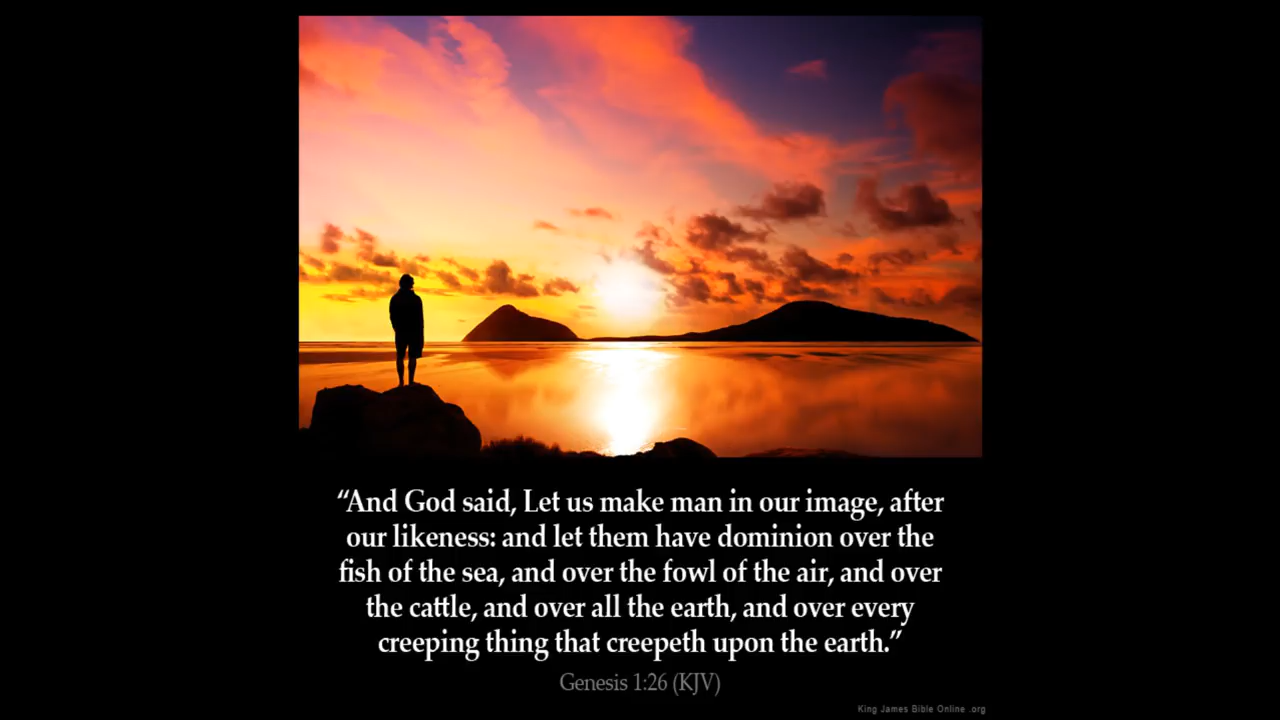 “And God said, Let us make man in our image, after
our likeness: and let them have dominion over the
fish of the sea, and over the fowl of the air, and over
the cattle, and over all the earth, and over every
creeping thing that creepeth upon the earth.”
Genesis 1:26 (KJV)
King James Bible Online .org